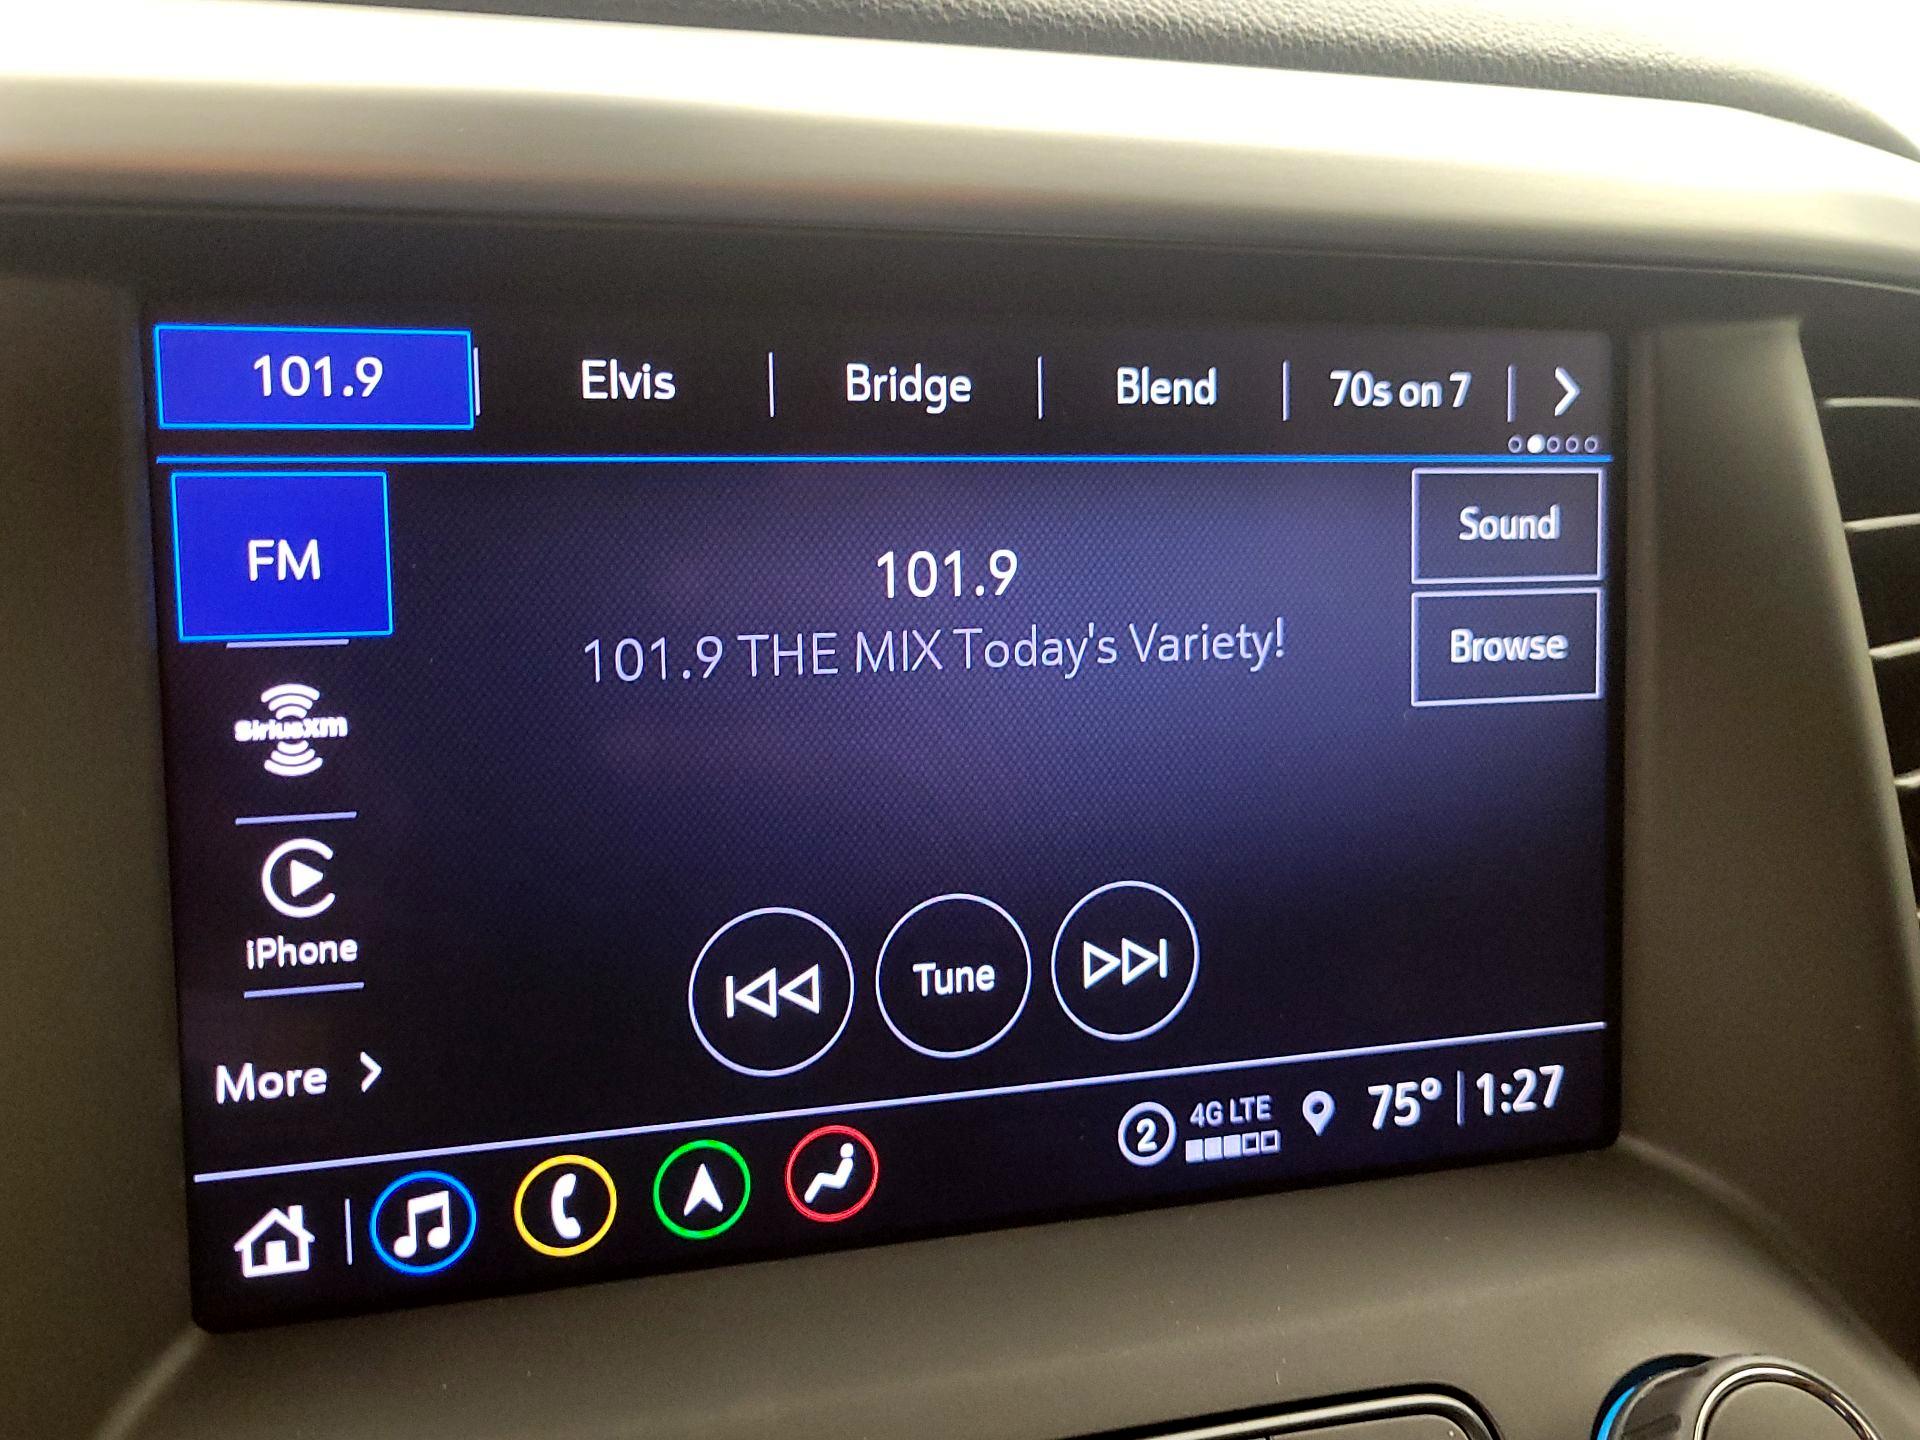 101.9 | Elvis | Bridge | Blend | 70s on 7 |
FM
101.9
101.9 THE MIX Today's Variety!
Sound
Browse
SiriusXM
iPhone
Tune
More
2 4G LTE 75° | 1:27